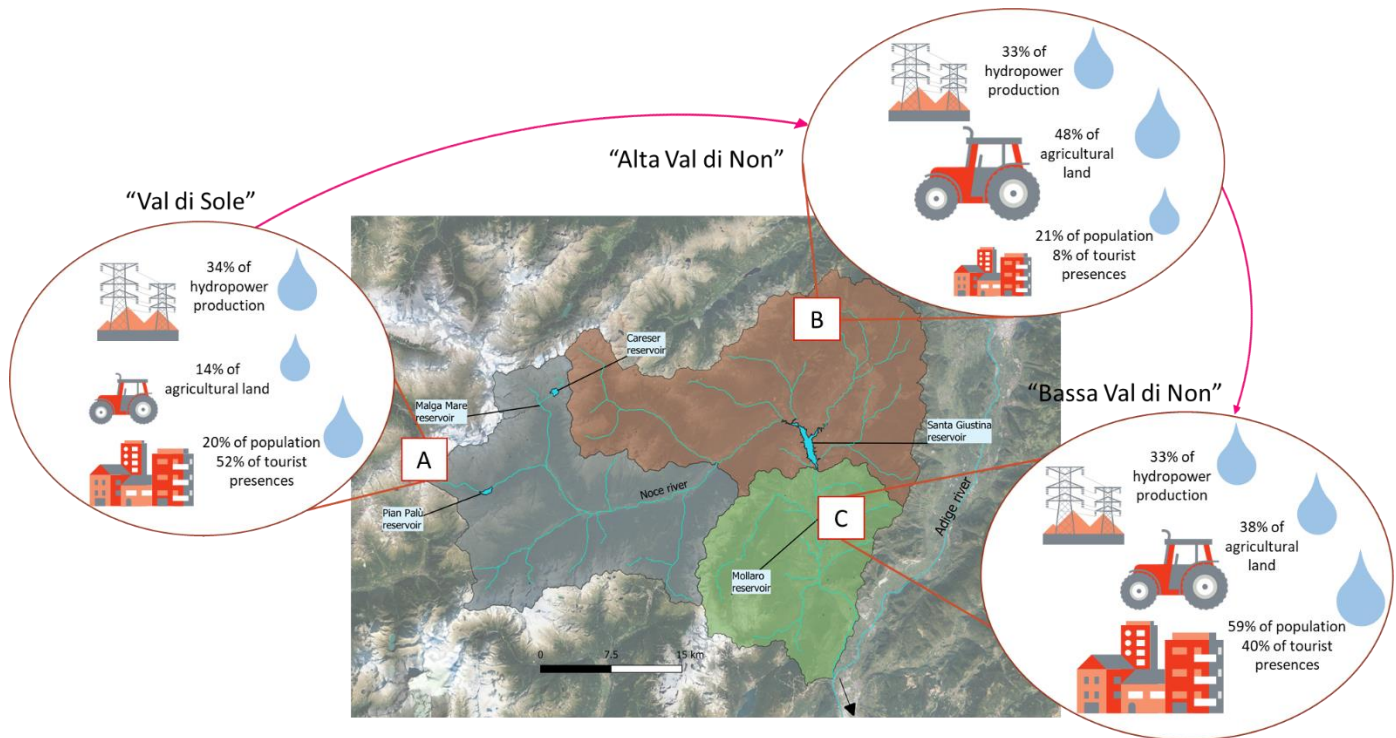 “Val di Sole”
34% of
hydropower
production
14% of
agricultural land
20% of population
52% of tourist
presences
“Alta Val di Non”
33% of
hydropower
production
48% of
agricultural
land
21% of population
8% of tourist
presences
“Bassa Val di Non”
33% of
hydropower
production
38% of
agricultural
land
59% of population
40% of tourist
presences
A
B
C
Careser
reservoir
Malga Mare
reservoir
Pian Palù
reservoir
Noce river
Santa Giustina
reservoir
Mollaro
reservoir
Adige river
0 7.5 15 km